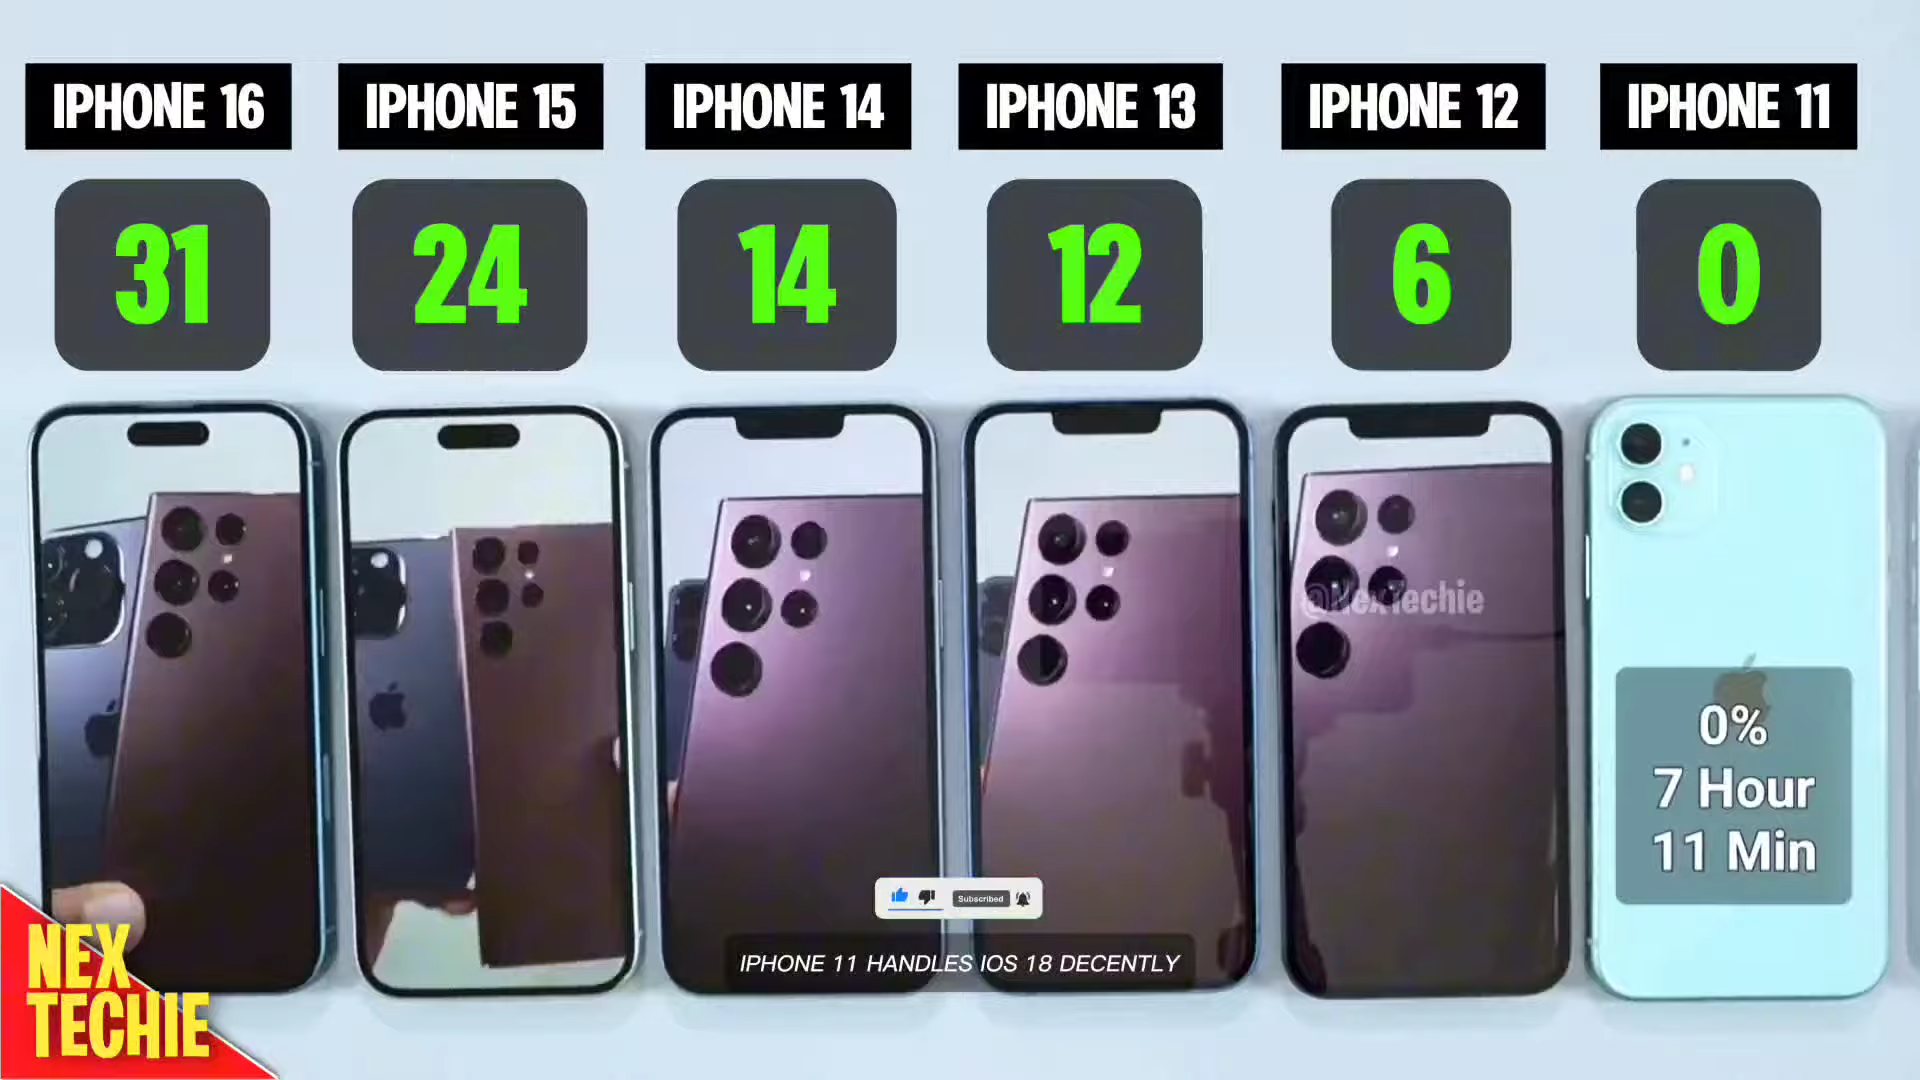 IPHONE 16
IPHONE 15
IPHONE 14
IPHONE 13
IPHONE 12
IPHONE 11
31
24
14
12
6
0
@NexTechie
0%
7 Hour
11 Min
Subscribed
IPHONE 11 HANDLES IOS 18 DECENTLY
NEX
TECHIE